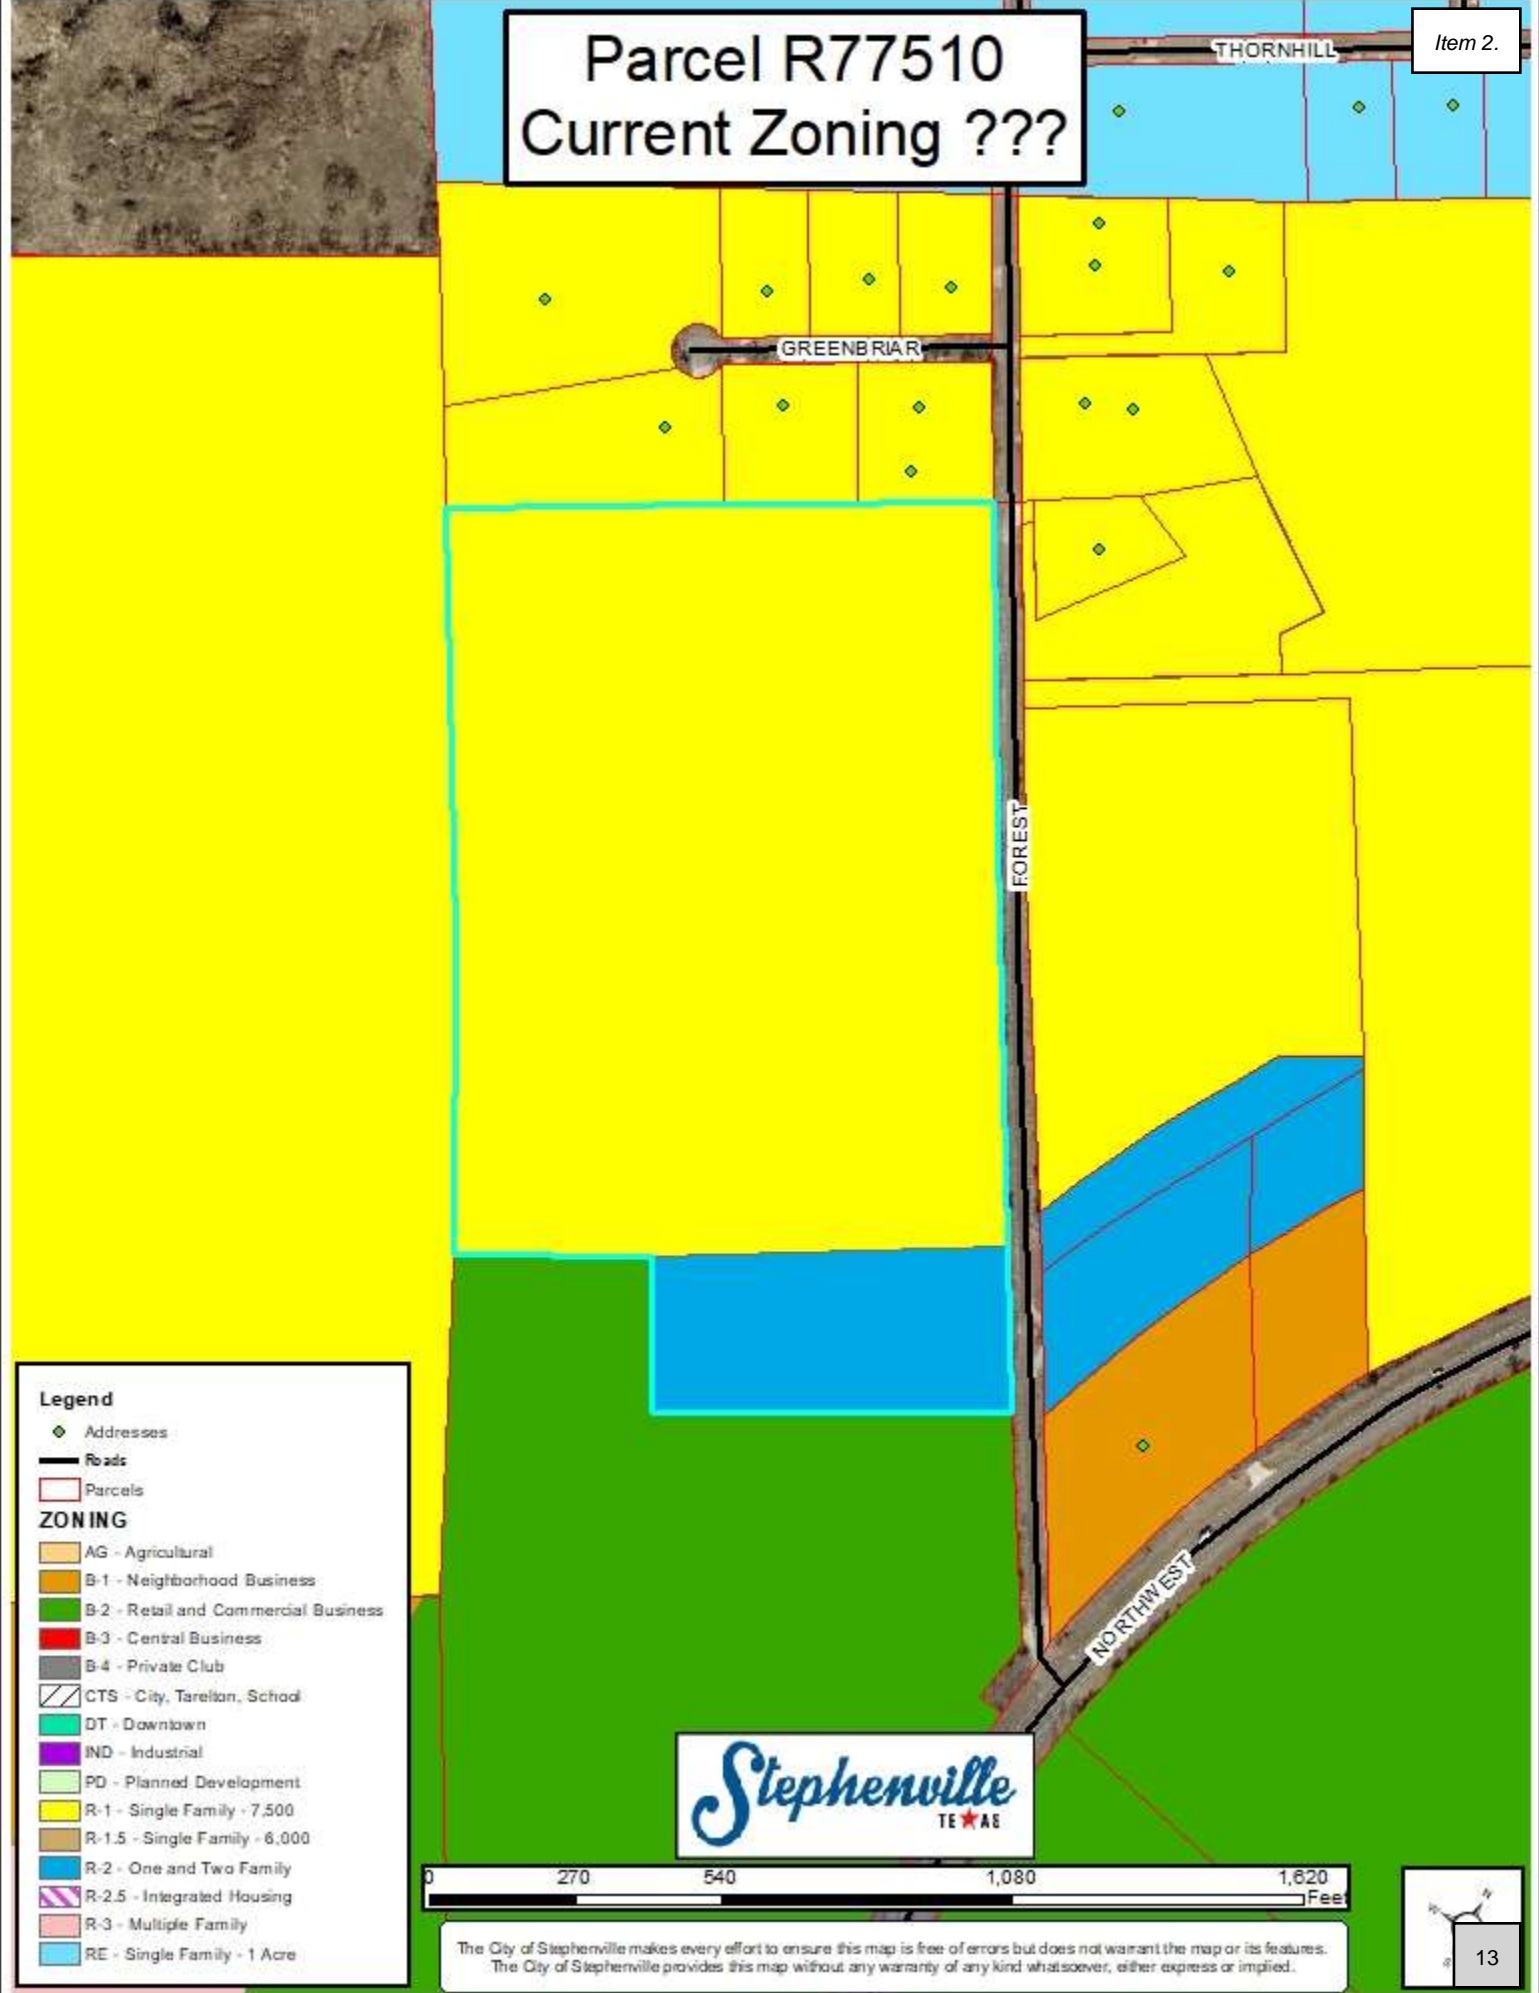 Parcel R77510
Current Zoning ???
Item 2.
THORNHILL
GREENBRIAR
FOREST
NORTHWEST
Legend
Addresses
Roads
Parcels
ZONING
AG - Agricultural
B-1 - Neighborhood Business
B-2 - Retail and Commercial Business
B-3 - Central Business
B-4 - Private Club
CTS - City, Tarelton, School
DT - Downtown
IND - Industrial
PD - Planned Development
R-1 - Single Family - 7,500
R-1.5 - Single Family - 6,000
R-2 - One and Two Family
R-2.5 - Integrated Housing
R-3 - Multiple Family
RE - Single Family - 1 Acre
Stephenville
TEXAS
0 270 540 1,080 1,620
Feet
The City of Stephenville makes every effort to ensure this map is free of errors but does not warrant the map or its features.
The City of Stephenville provides this map without any warranty of any kind whatsoever, either express or implied.
N
13